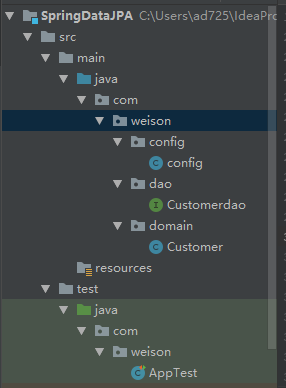 SpringDataJPA C:\Users\ad725\IdeaPro
src
main
java
com
weison
config
config
dao
Customerdao
domain
Customer
resources
test
java
com
weison
AppTest